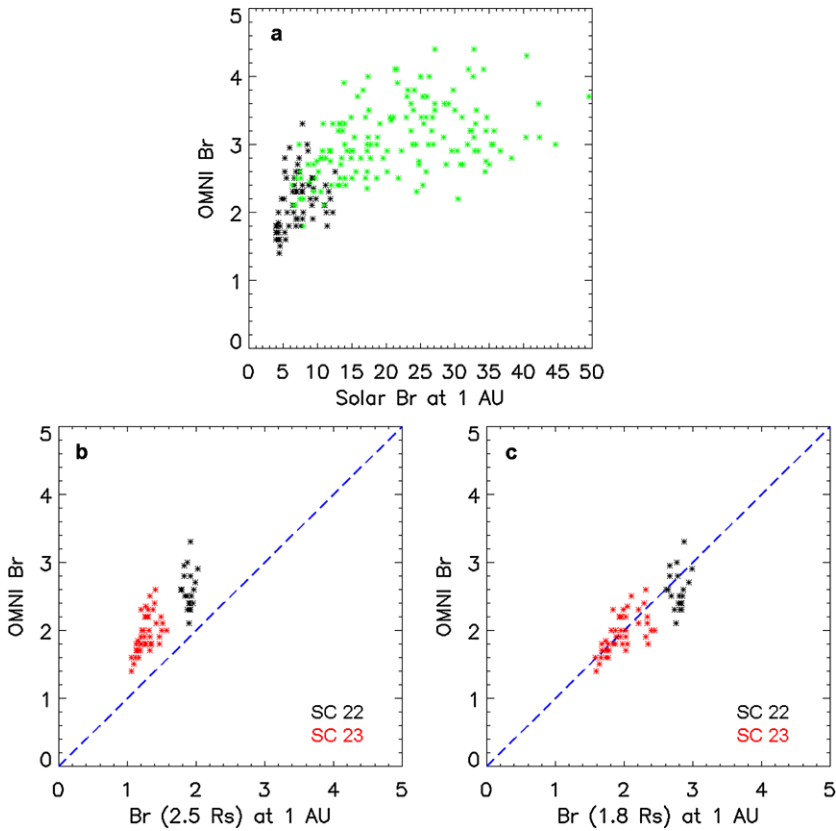 a
5
4
3
2
1
0
OMNI Br
0 5 10 15 20 25 30 35 40 45 50
Solar Br at 1 AU
b
5
4
3
2
1
0
OMNI Br
SC 22
SC 23
0 1 2 3 4 5
Br (2.5 Rs) at 1 AU
c
5
4
3
2
1
0
OMNI Br
SC 22
SC 23
0 1 2 3 4 5
Br (1.8 Rs) at 1 AU